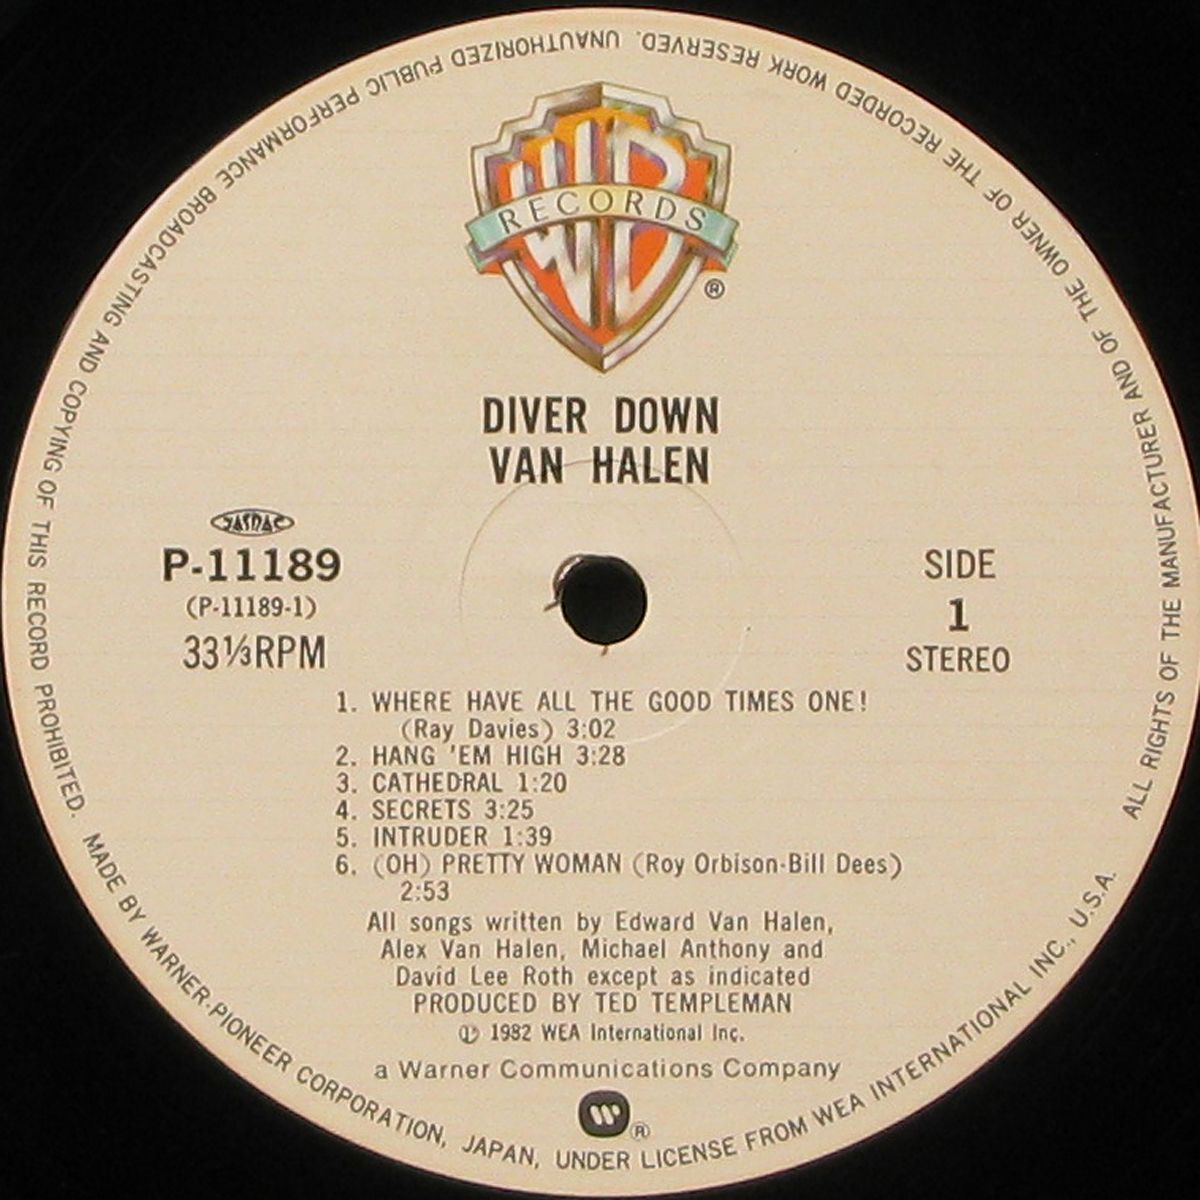 UNAUTHORIZED PUBLIC PERFORMANCE BROADCASTING AND COPYING OF THIS RECORD PROHIBITED.
ALL RIGHTS OF THE MANUFACTURER AND OF THE OWNER OF THE RECORDED WORK RESERVED.
WB
RECORDS
®
DIVER DOWN
VAN HALEN
JASRAC
P-11189
(P-11189-1)
33⅓RPM
SIDE
1
STEREO
1. WHERE HAVE ALL THE GOOD TIMES ONE!
(Ray Davies) 3:02
2. HANG 'EM HIGH 3:28
3. CATHEDRAL 1:20
4. SECRETS 3:25
5. INTRUDER 1:39
6. (OH) PRETTY WOMAN (Roy Orbison-Bill Dees)
2:53
All songs written by Edward Van Halen,
Alex Van Halen, Michael Anthony and
David Lee Roth except as indicated
PRODUCED BY TED TEMPLEMAN
℗ 1982 WEA International Inc.
a Warner Communications Company
®
MADE BY WARNER-PIONEER CORPORATION, JAPAN, UNDER LICENSE FROM WEA INTERNATIONAL INC., U.S.A.